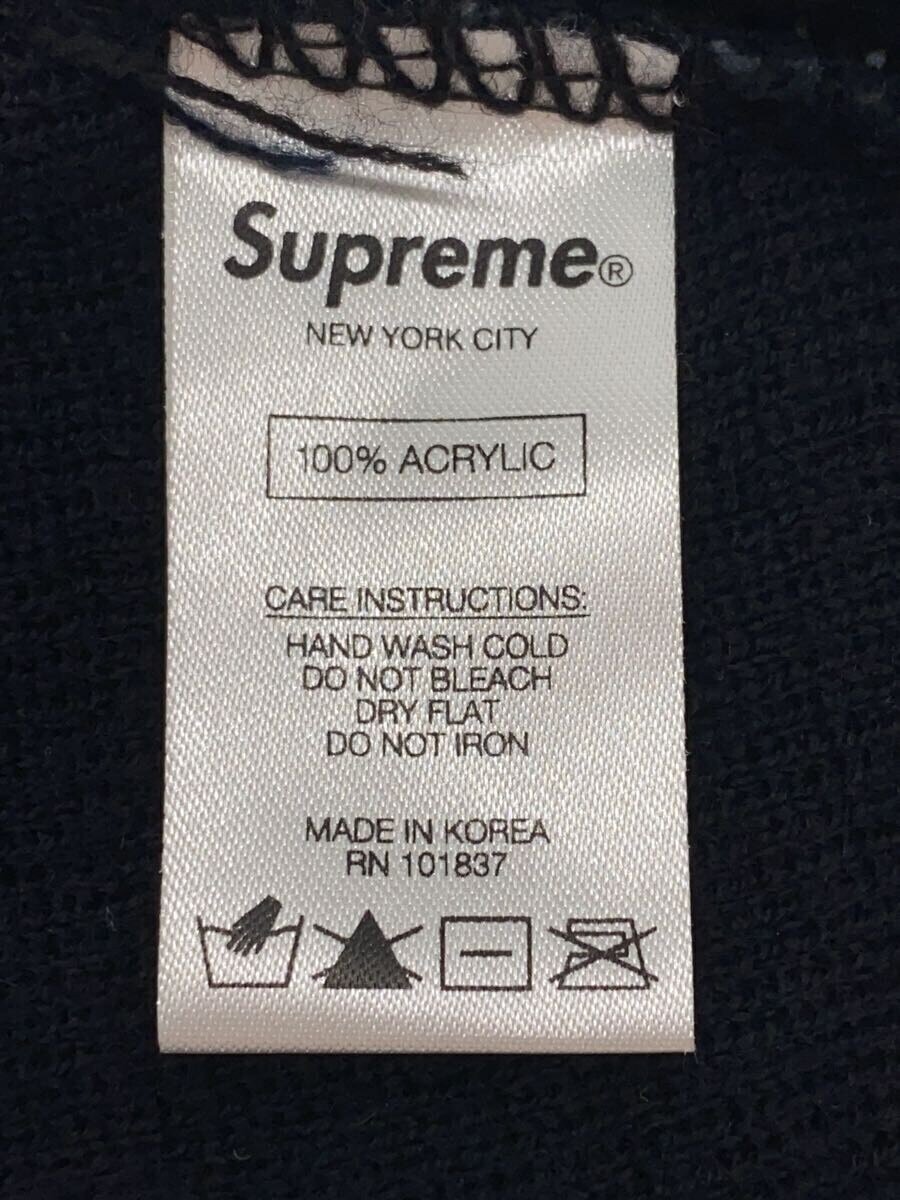 Supreme®
NEW YORK CITY
100% ACRYLIC
CARE INSTRUCTIONS:
HAND WASH COLD
DO NOT BLEACH
DRY FLAT
DO NOT IRON
MADE IN KOREA
RN 101837